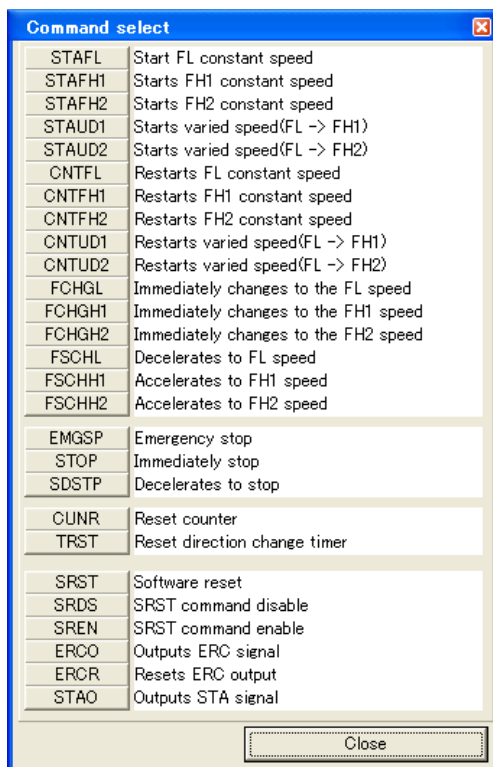 Command select
STAFL Start FL constant speed
STAFH1 Starts FH1 constant speed
STAFH2 Starts FH2 constant speed
STAUD1 Starts varied speed(FL -> FH1)
STAUD2 Starts varied speed(FL -> FH2)
CNTFL Restarts FL constant speed
CNTFH1 Restarts FH1 constant speed
CNTFH2 Restarts FH2 constant speed
CNTUD1 Restarts varied speed(FL -> FH1)
CNTUD2 Restarts varied speed(FL -> FH2)
FCHGL Immediately changes to the FL speed
FCHGH1 Immediately changes to the FH1 speed
FCHGH2 Immediately changes to the FH2 speed
FSCHL Decelerates to FL speed
FSCHH1 Accelerates to FH1 speed
FSCHH2 Accelerates to FH2 speed
EMGSP Emergency stop
STOP Immediately stop
SDSTP Decelerates to stop
CUNR Reset counter
TRST Reset direction change timer
SRST Software reset
SRDS SRST command disable
SREN SRST command enable
ERCO Outputs ERC signal
ERCR Resets ERC output
STAO Outputs STA signal
Close